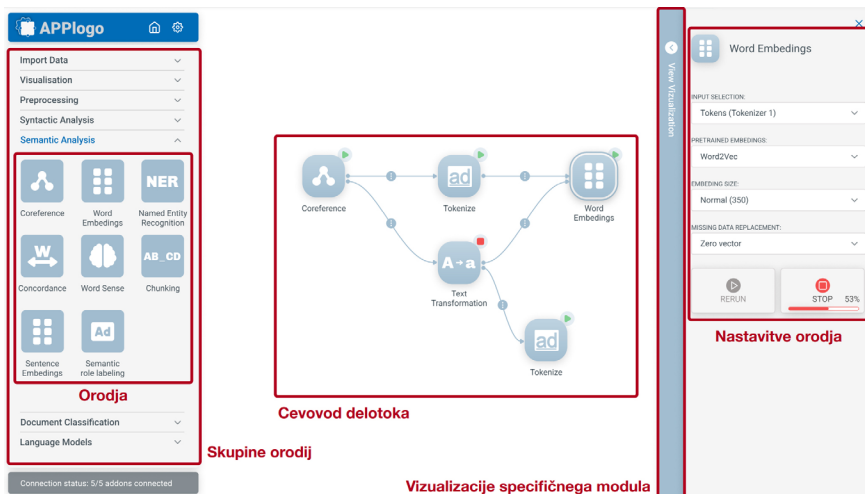 APPlogo
Import Data
Visualisation
Preprocessing
Syntactic Analysis
Semantic Analysis
Coreference
Word
Embedings
NER
Named Entity
Recognition
W
Concordance
Word Sense
AB_CD
Chunking
Sentence
Embedings
Ad
Semantic
role labeling
Orodja
Document Classification
Language Models
Skupine orodij
Connection status: 5/5 addons connected
Coreference
ad
Tokenize
Word
Embedings
A→a
Text
Transformation
ad
Tokenize
Cevovod delotoka
View Vizualization
Vizualizacije specifičnega modula
Word Embedings
INPUT SELECTION:
Tokens (Tokenizer 1)
PRETRAINED EMBEDINGS:
Word2Vec
EMBEDING SIZE:
Normal (350)
MISSING DATA REPLACEMENT:
Zero vector
RERUN
STOP 53%
Nastavitve orodja